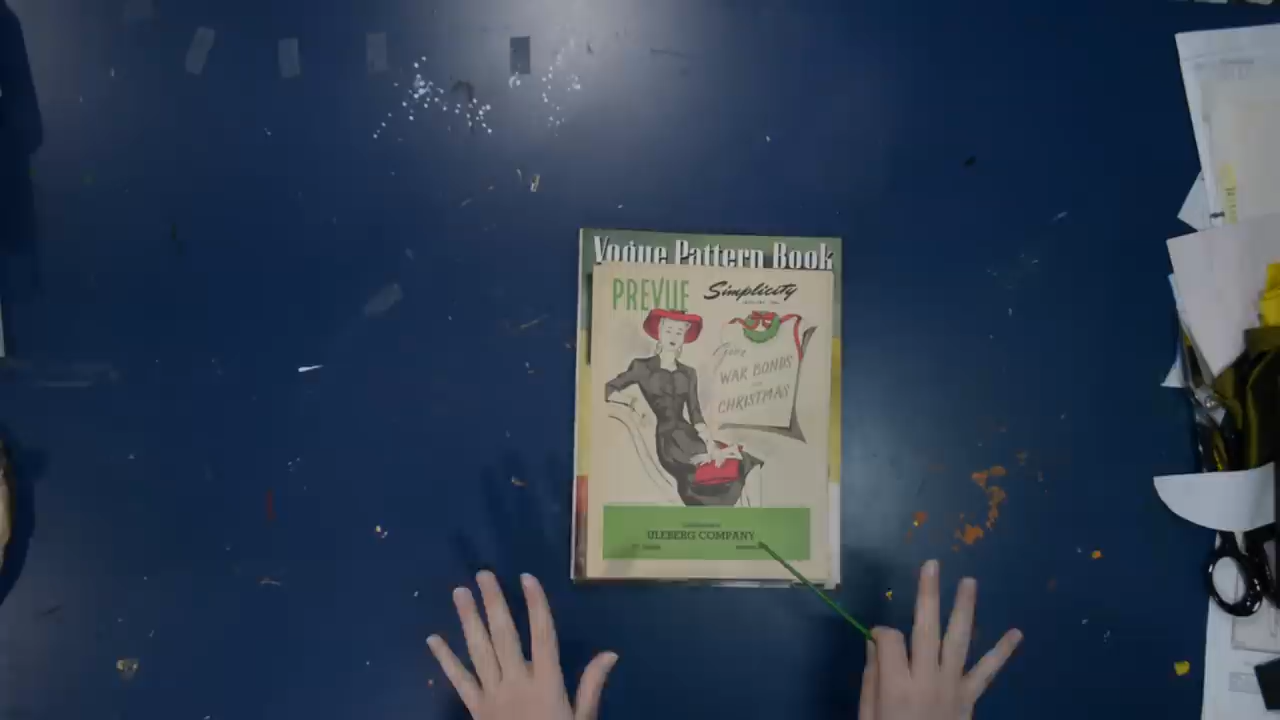 Vogue Pattern Book
PREVUE Simplicity
Give
WAR BONDS
CHRISTMAS
ULEBERG COMPANY